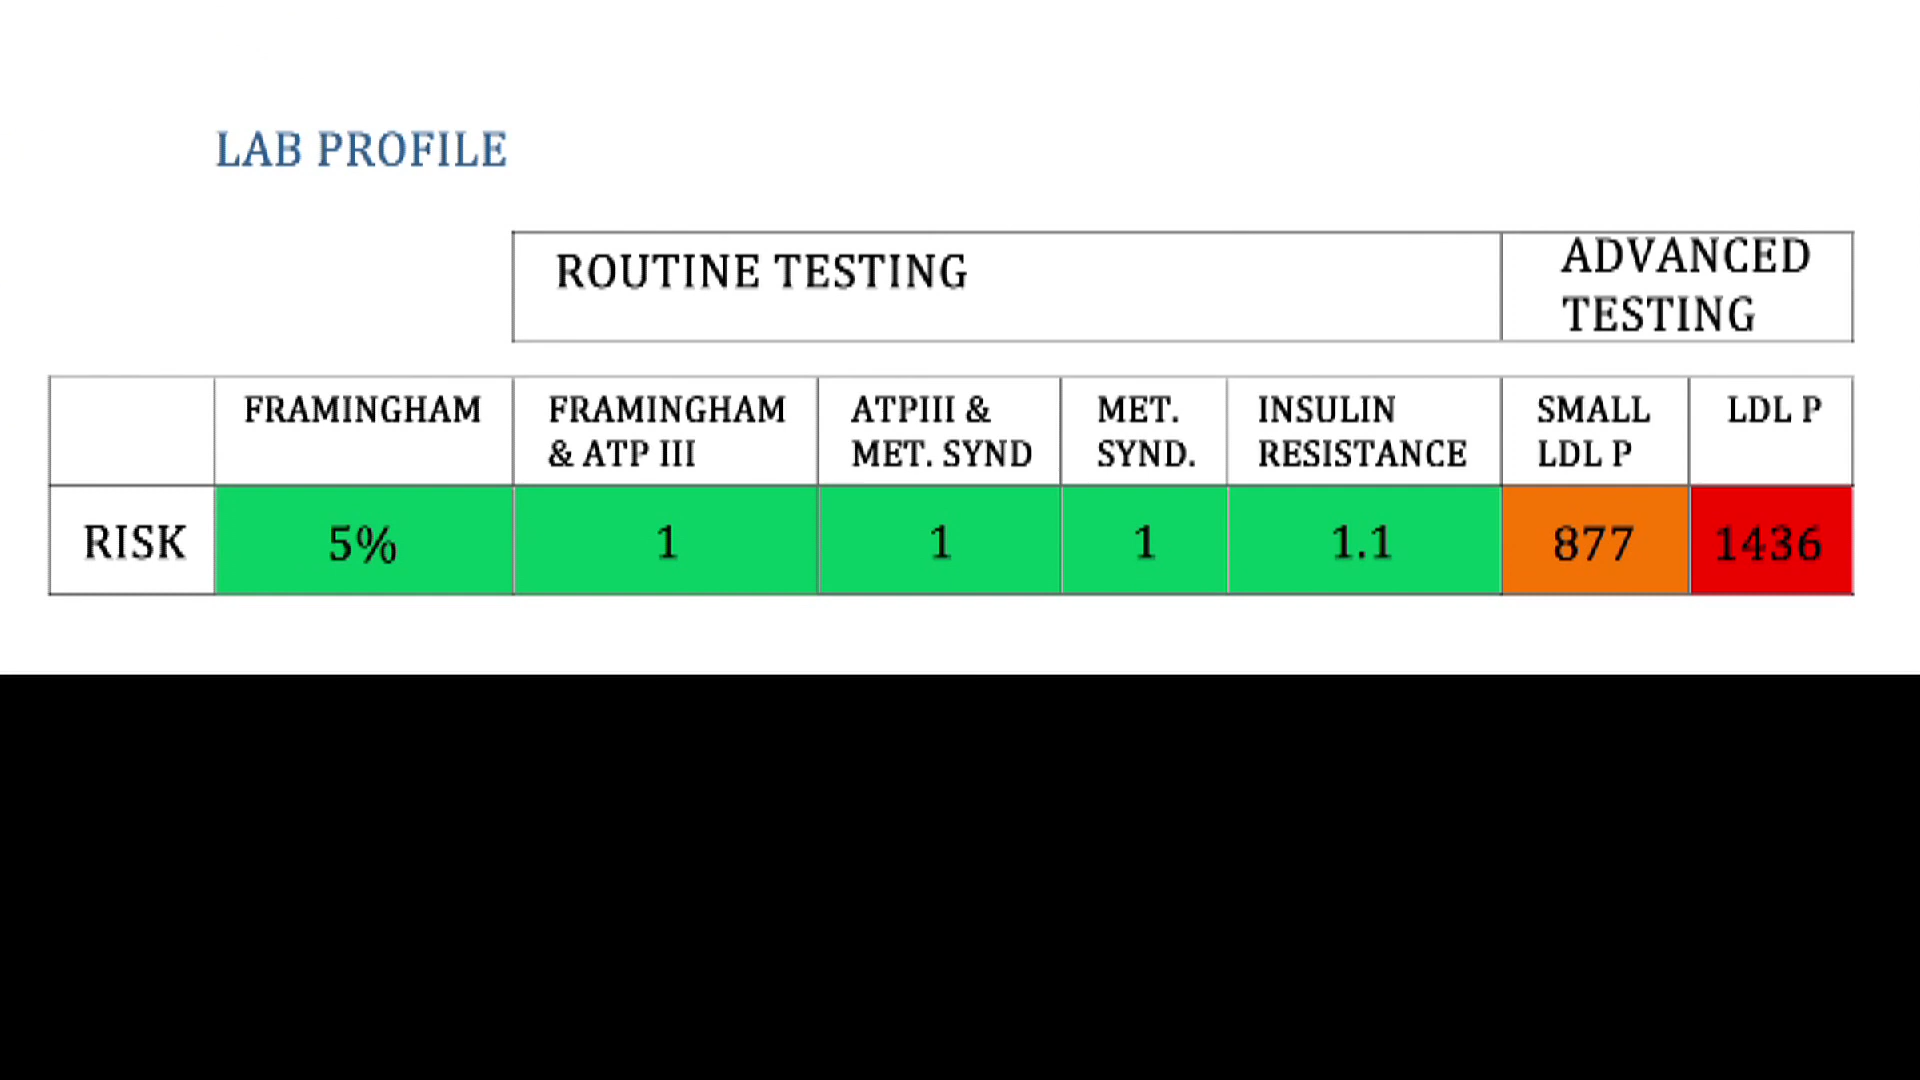 LAB PROFILE
ROUTINE TESTING
ADVANCED
TESTING
FRAMINGHAM
FRAMINGHAM
& ATP III
ATPIII &
MET. SYND
MET.
SYND.
INSULIN
RESISTANCE
SMALL
LDL P
LDL P
RISK
5%
1
1
1
1.1
877
1436